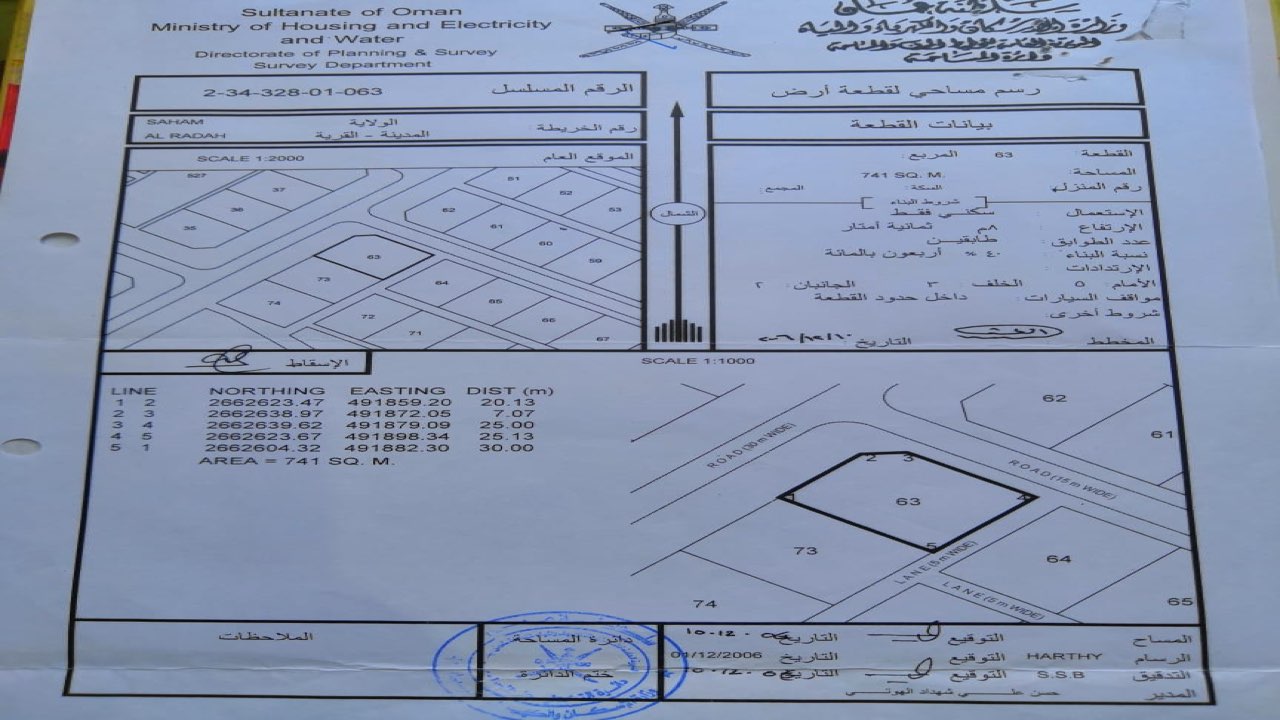 Sultanate of Oman
Ministry of Housing and Electricity
and Water
Directorate of Planning & Survey
Survey Department
سلطنة عمان
وزارة الإسكان والكهرباء والمياه
رسم مساحي لقطعة أرض
الرقم المسلسل 2-34-328-01-063
بيانات القطعة
رقم الخريطة
الولاية SAHAM
المدينة - القرية AL RADAH
الموقع العام SCALE 1:2000
527
37
36
35
51
52
53
62
61
60
59
63
73
74
64
65
66
67
72
71
الشمال
القطعة : 63 المربع :
المساحة : 741 SQ. M.
رقم المنزل : السكة : المجمع :
شروط البناء
الإستعمال : سكني فقط
الإرتفاع : ٨م ثمانية أمتار
عدد الطوابق : طابقين
نسبة البناء : ٤٠ % أربعون بالمائة
الإرتدادات :
الأمام : ٥ الخلف : ٣ الجانبان : ٢
مواقف السيارات : داخل حدود القطعة
شروط أخرى :
المخطط التاريخ
الإسقاط
SCALE 1:1000
LINE NORTHING EASTING DIST (m)
1 2 2662623.47 491859.20 20.13
2 3 2662638.97 491872.05 7.07
3 4 2662639.62 491879.09 25.00
4 5 2662623.67 491898.34 25.13
5 1 2662604.32 491882.30 30.00
AREA = 741 SQ. M.
62
61
ROAD (30 m WIDE)
ROAD (15 m WIDE)
2 3
1
4
5
63
73
64
74
65
LANE (5 m WIDE)
LANE (5 m WIDE)
الملاحظات
دائرة المساحة
ختم الدائرة
المساح التوقيع التاريخ
الرسام HARTHY التوقيع التاريخ 01/12/2006
التدقيق S.S.B التوقيع التاريخ
المدير حسن علي شهداد الهوتي